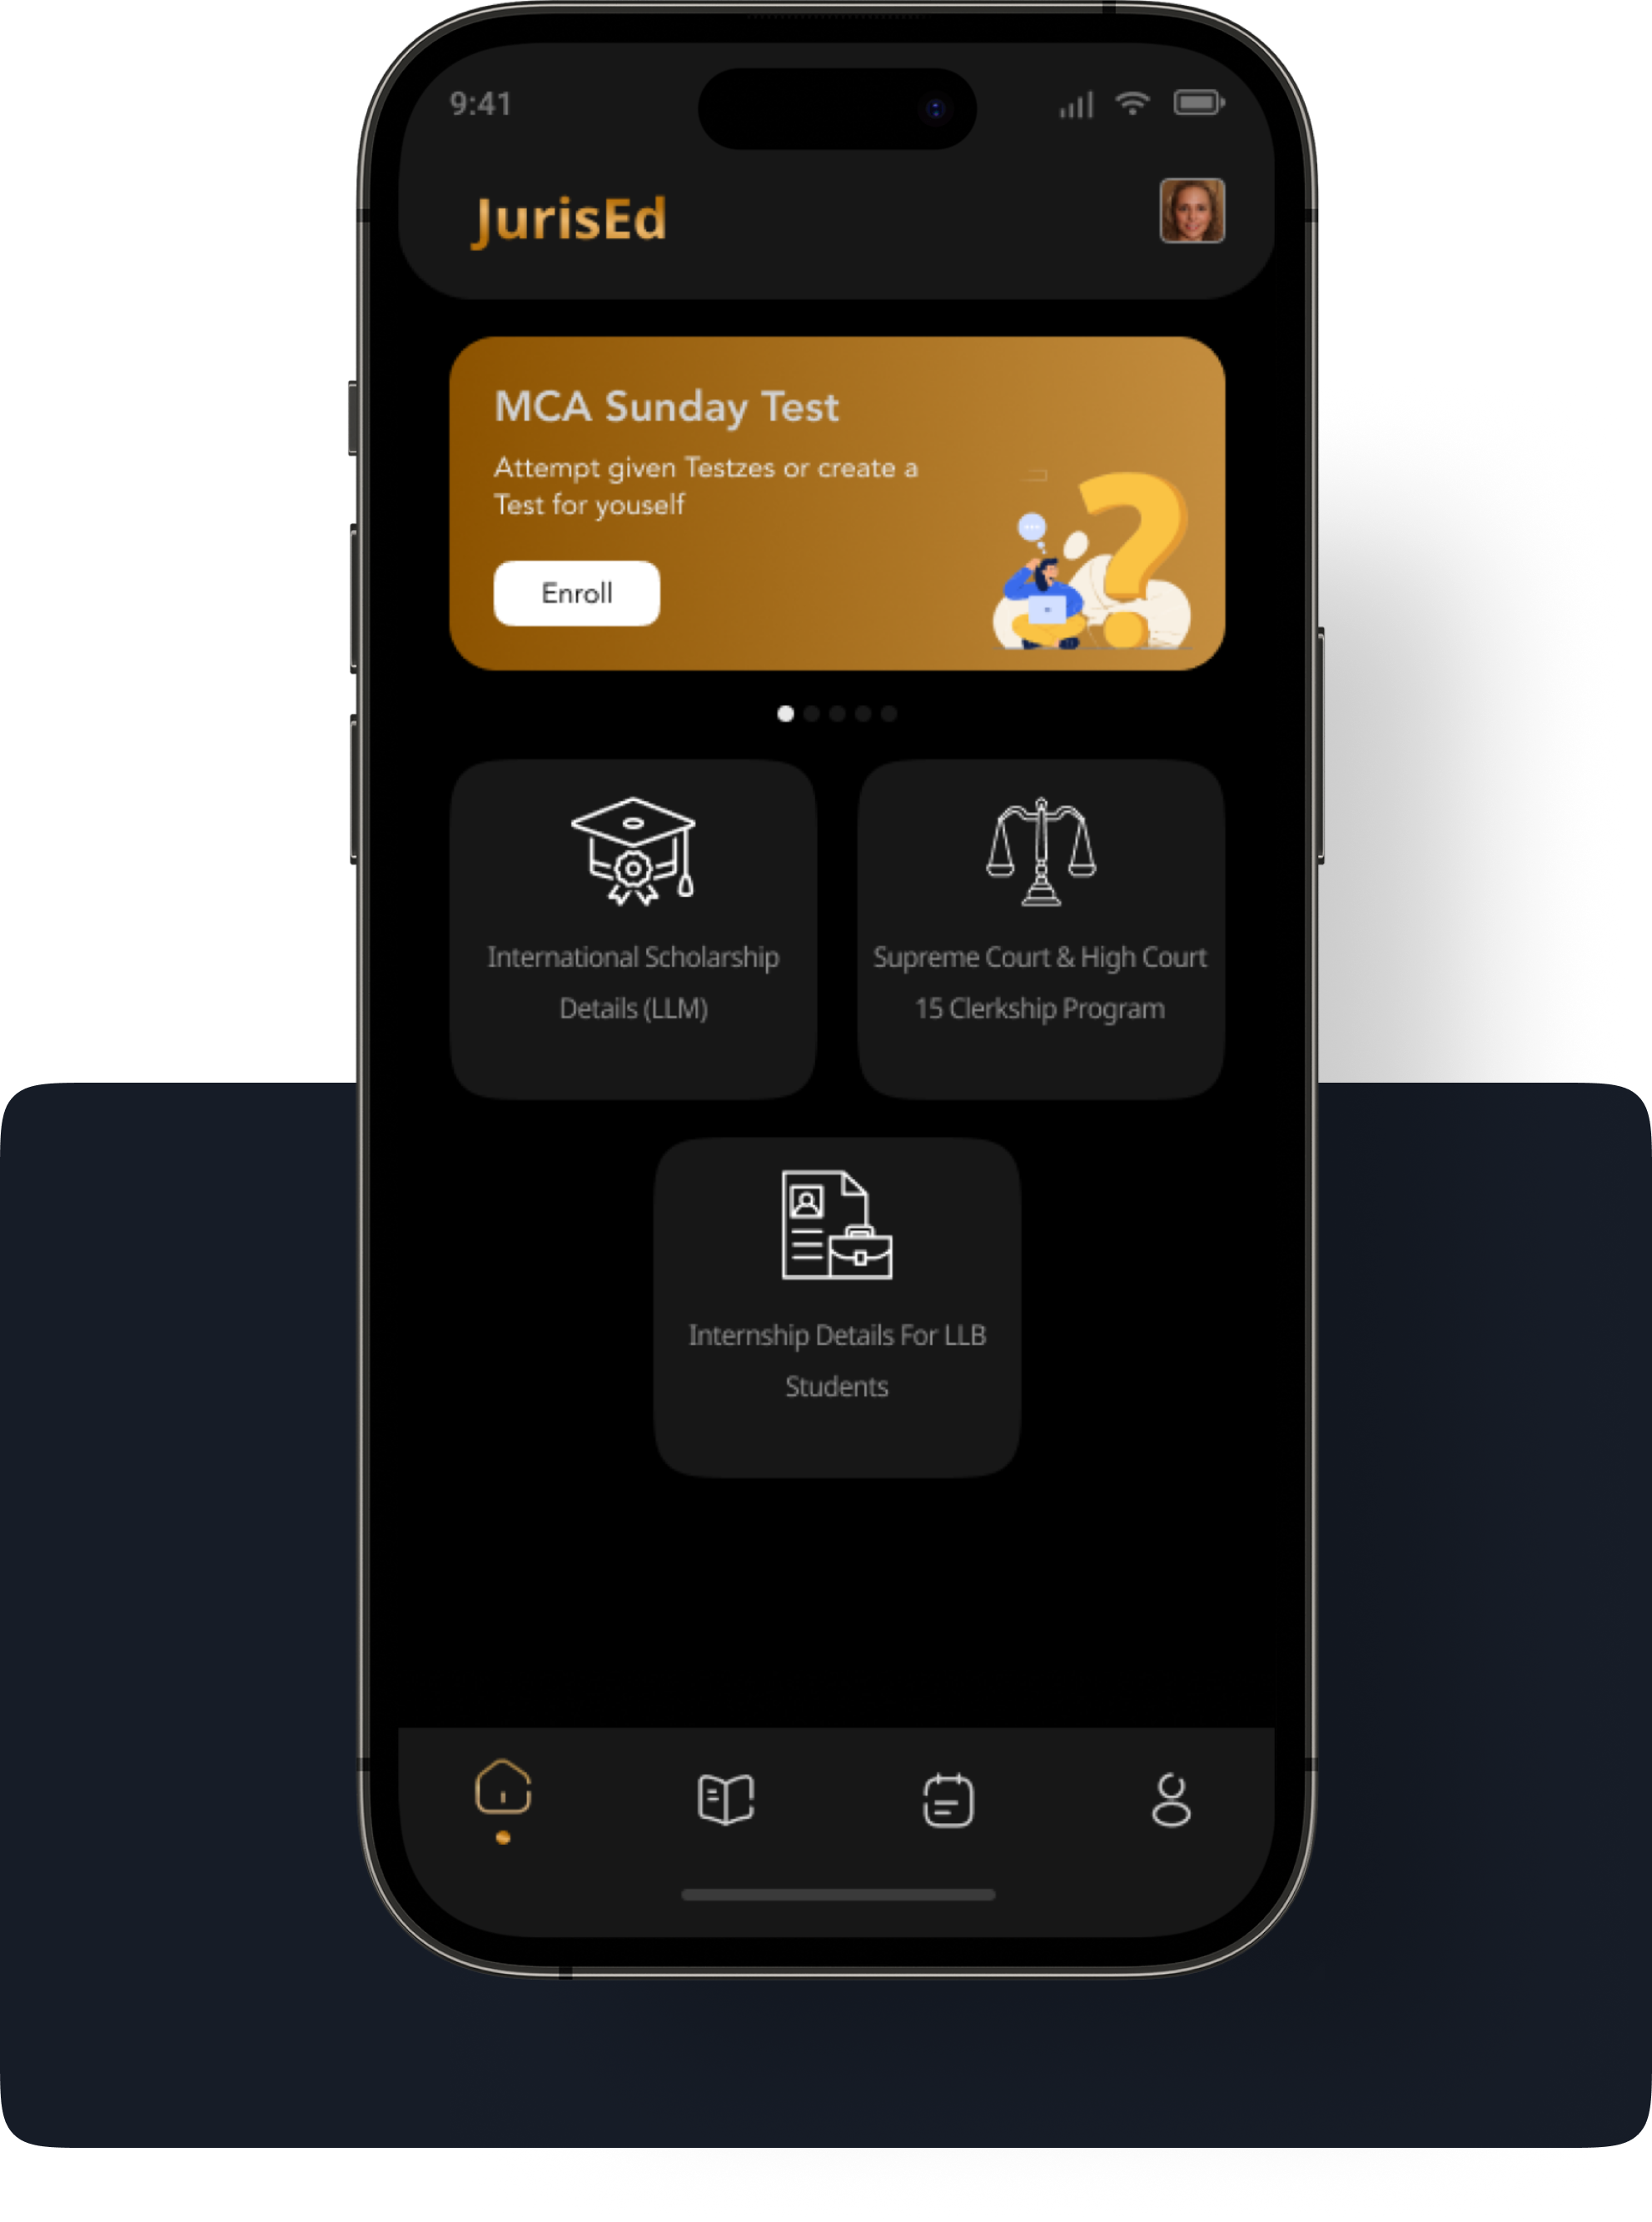 9:41
JurisEd
MCA Sunday Test
Attempt given Testzes or create a
Test for youself
Enroll
International Scholarship
Details (LLM)
Supreme Court & High Court
15 Clerkship Program
Internship Details For LLB
Students